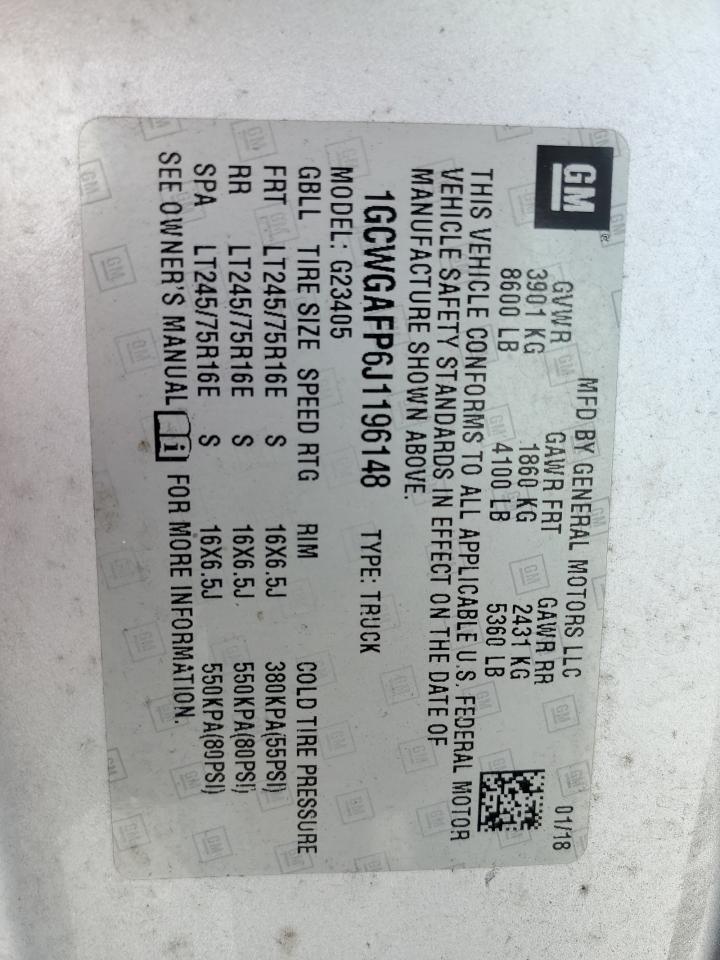 GM ®
MFD BY GENERAL MOTORS LLC 01/18
GVWR GAWR FRT GAWR RR
3901 KG 1860 KG 2431 KG
8600 LB 4100 LB 5360 LB
THIS VEHICLE CONFORMS TO ALL APPLICABLE U.S. FEDERAL MOTOR
VEHICLE SAFETY STANDARDS IN EFFECT ON THE DATE OF
MANUFACTURE SHOWN ABOVE.
1GCWGAFP6J1196148 TYPE: TRUCK
MODEL: G23405
GBLL TIRE SIZE SPEED RTG RIM COLD TIRE PRESSURE
FRT LT245/75R16E S 16X6.5J 380KPA(55PSI)
RR LT245/75R16E S 16X6.5J 550KPA(80PSI)
SPA LT245/75R16E S 16X6.5J 550KPA(80PSI)
SEE OWNER'S MANUAL i FOR MORE INFORMATION.